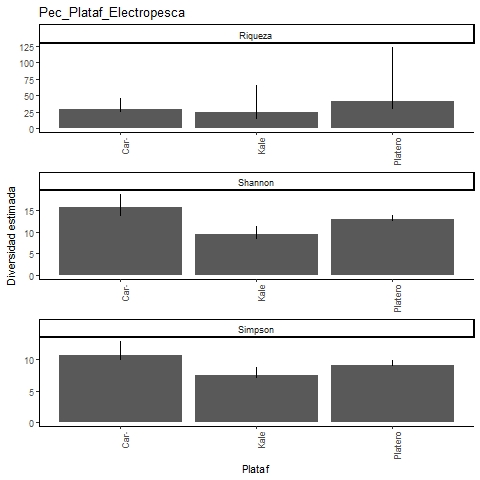 Pec_Plataf_Electropesca
Riqueza
125
100
75
50
25
0
Car-
Kale
Platero
Diversidad estimada
Shannon
15
10
5
0
Car-
Kale
Platero
Simpson
10
5
0
Car-
Kale
Platero
Plataf